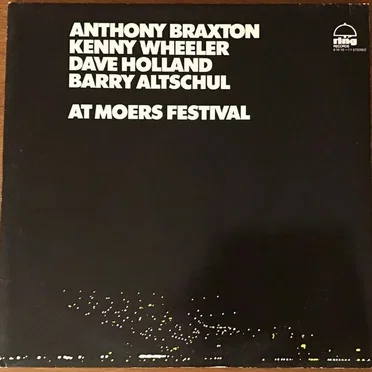 ANTHONY BRAXTON
KENNY WHEELER
DAVE HOLLAND
BARRY ALTSCHUL
AT MOERS FESTIVAL
ring
RECORDS